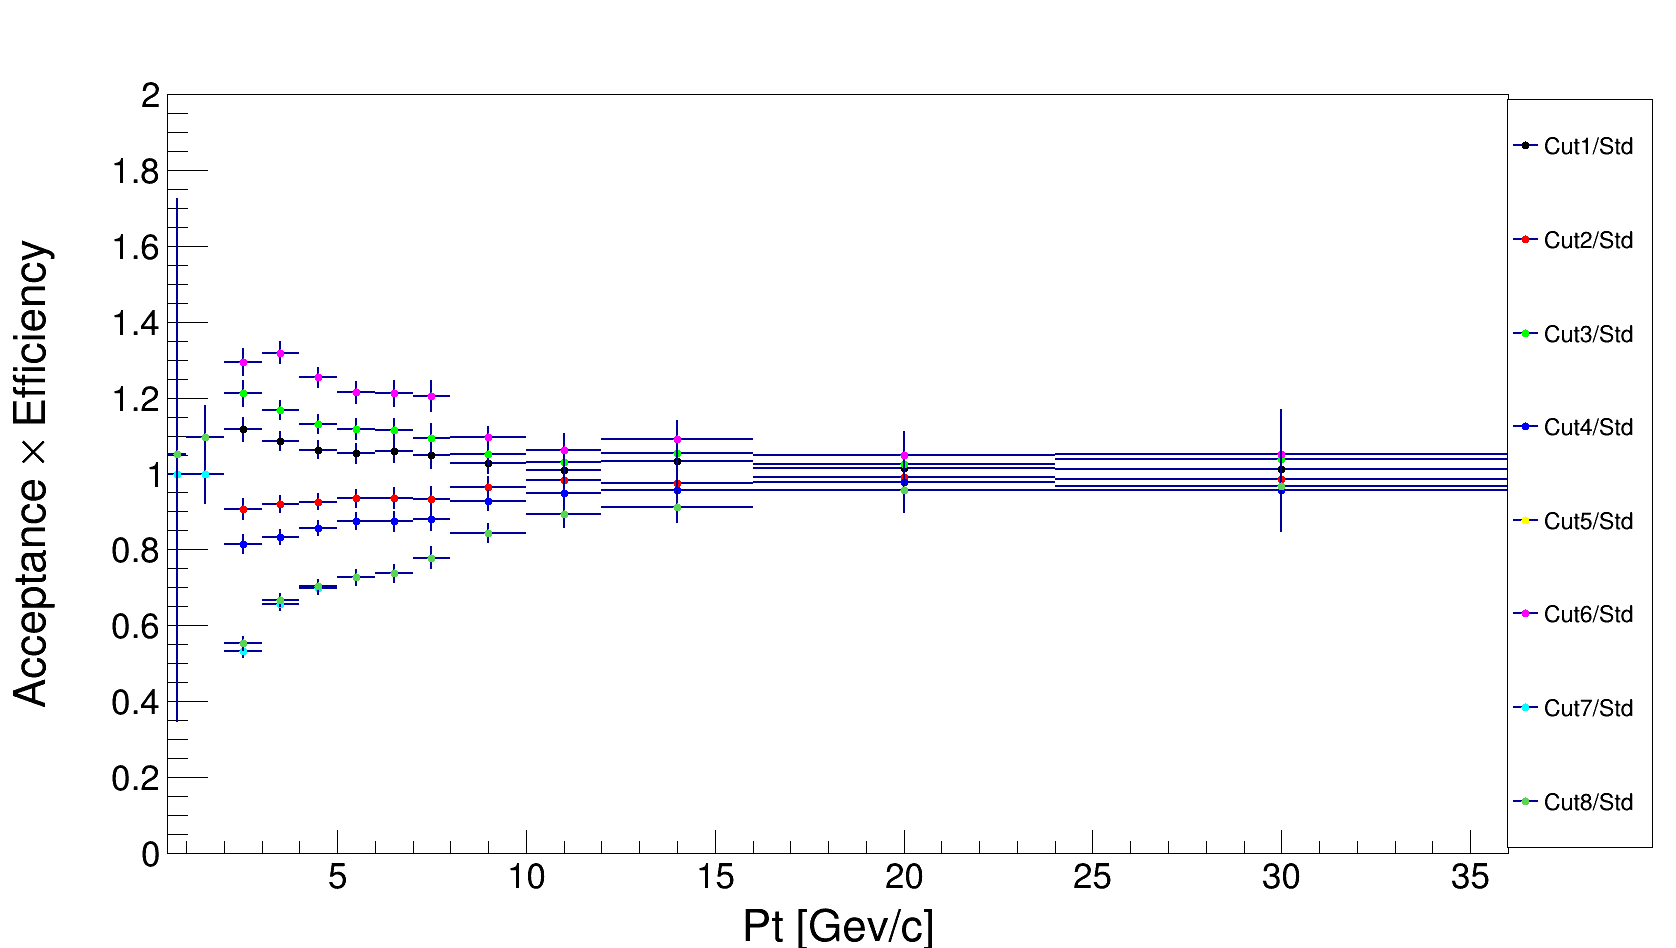 Acceptance × Efficiency
2
1.8
1.6
1.4
1.2
1
0.8
0.6
0.4
0.2
0
5 10 15 20 25 30 35
Pt [Gev/c]
Cut1/Std
Cut2/Std
Cut3/Std
Cut4/Std
Cut5/Std
Cut6/Std
Cut7/Std
Cut8/Std